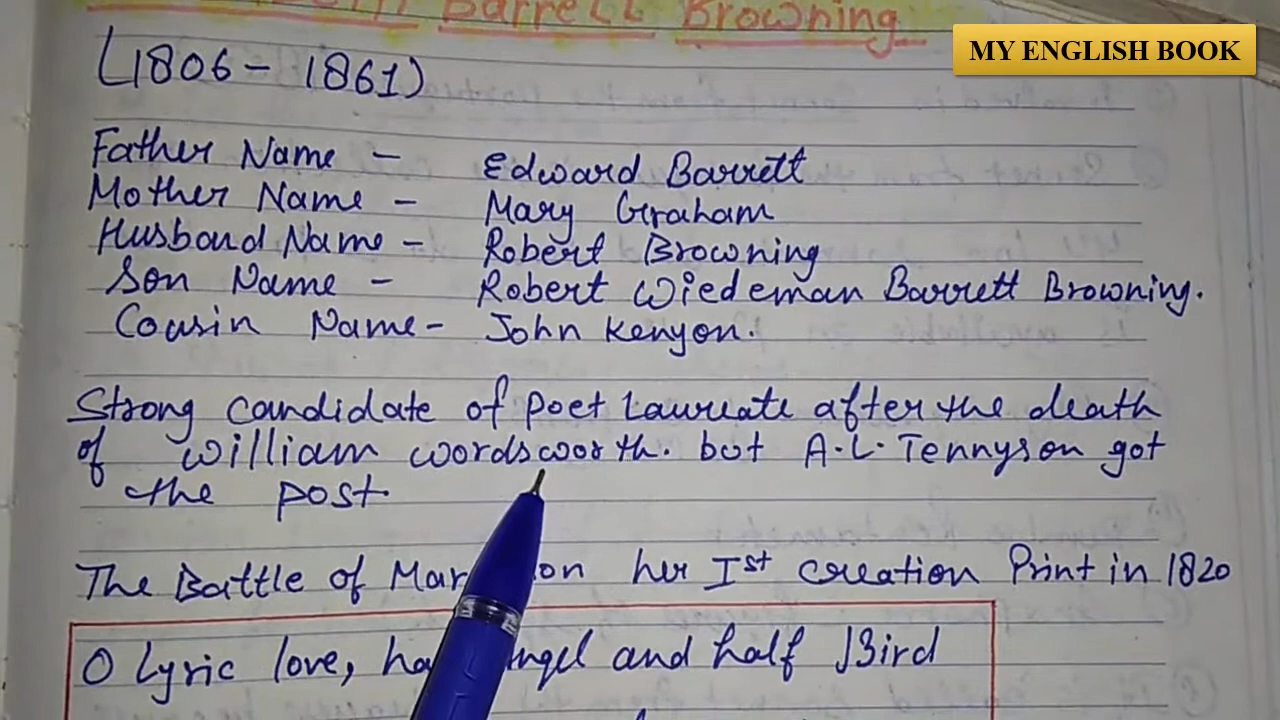 Barrett Browning
MY ENGLISH BOOK
(1806 - 1861)
Father Name - Edward Barrett
Mother Name - Mary Graham
Husband Name - Robert Browning
Son Name - Robert Wiedeman Barrett Browning.
Cousin Name - John Kenyon.
Strong candidate of Poet Laureate after the death
of William Wordsworth. but A.L. Tennyson got
the post.
The Battle of Mar on her Ist creation Print in 1820
O Lyric love, ha Angel and half Bird